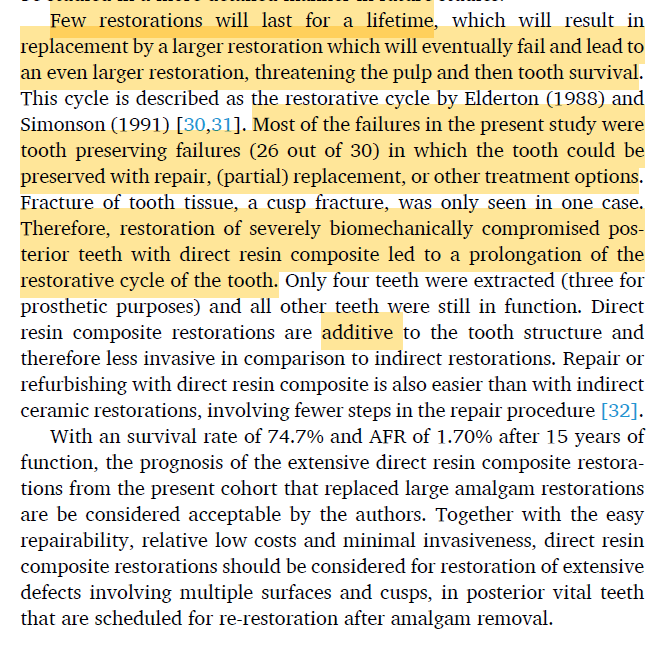 Few restorations will last for a lifetime, which will result in
replacement by a larger restoration which will eventually fail and lead to
an even larger restoration, threatening the pulp and then tooth survival.
This cycle is described as the restorative cycle by Elderton (1988) and
Simonson (1991) [30,31]. Most of the failures in the present study were
tooth preserving failures (26 out of 30) in which the tooth could be
preserved with repair, (partial) replacement, or other treatment options.
Fracture of tooth tissue, a cusp fracture, was only seen in one case.
Therefore, restoration of severely biomechanically compromised pos-
terior teeth with direct resin composite led to a prolongation of the
restorative cycle of the tooth. Only four teeth were extracted (three for
prosthetic purposes) and all other teeth were still in function. Direct
resin composite restorations are additive to the tooth structure and
therefore less invasive in comparison to indirect restorations. Repair or
refurbishing with direct resin composite is also easier than with indirect
ceramic restorations, involving fewer steps in the repair procedure [32].
With an survival rate of 74.7% and AFR of 1.70% after 15 years of
function, the prognosis of the extensive direct resin composite restora-
tions from the present cohort that replaced large amalgam restorations
are be considered acceptable by the authors. Together with the easy
repairability, relative low costs and minimal invasiveness, direct resin
composite restorations should be considered for restoration of extensive
defects involving multiple surfaces and cusps, in posterior vital teeth
that are scheduled for re-restoration after amalgam removal.